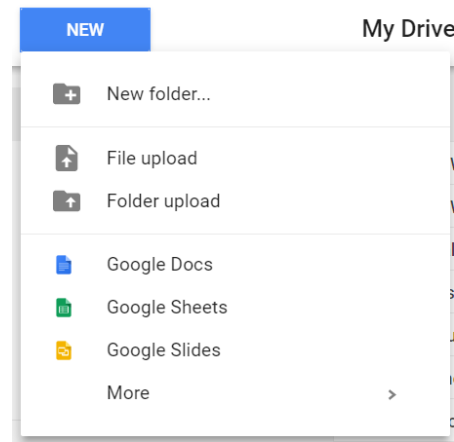 NEW
My Drive
New folder...
File upload
Folder upload
Google Docs
Google Sheets
Google Slides
More